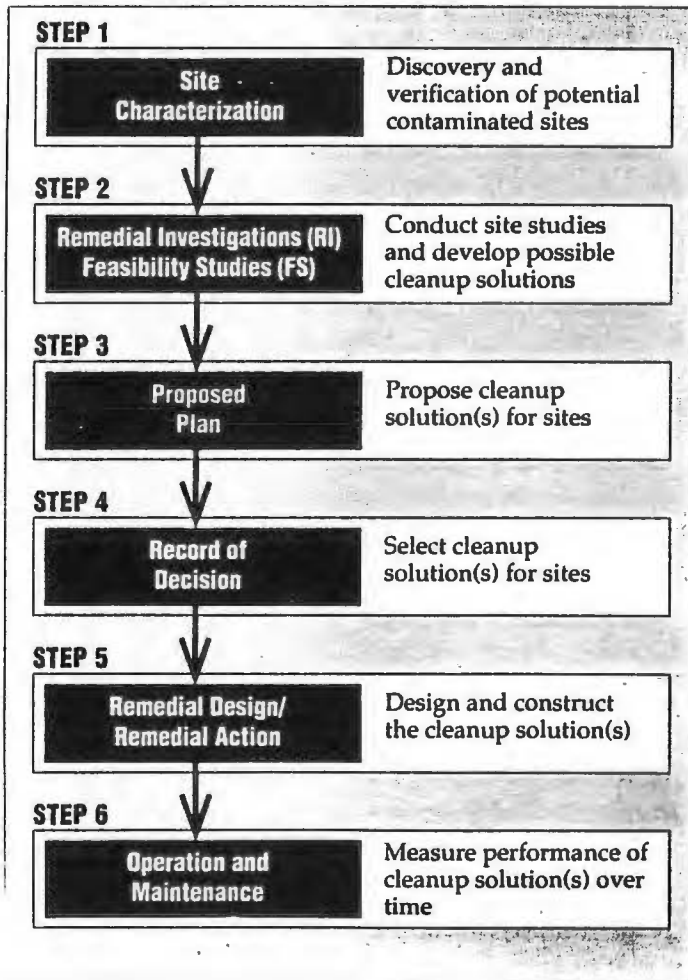 STEP 1
Site
Characterization
Discovery and
verification of potential
contaminated sites
STEP 2
Remedial Investigations (RI)
Feasibility Studies (FS)
Conduct site studies
and develop possible
cleanup solutions
STEP 3
Proposed
Plan
Propose cleanup
solution(s) for sites
STEP 4
Record of
Decision
Select cleanup
solution(s) for sites
STEP 5
Remedial Design/
Remedial Action
Design and construct
the cleanup solution(s)
STEP 6
Operation and
Maintenance
Measure performance of
cleanup solution(s) over
time